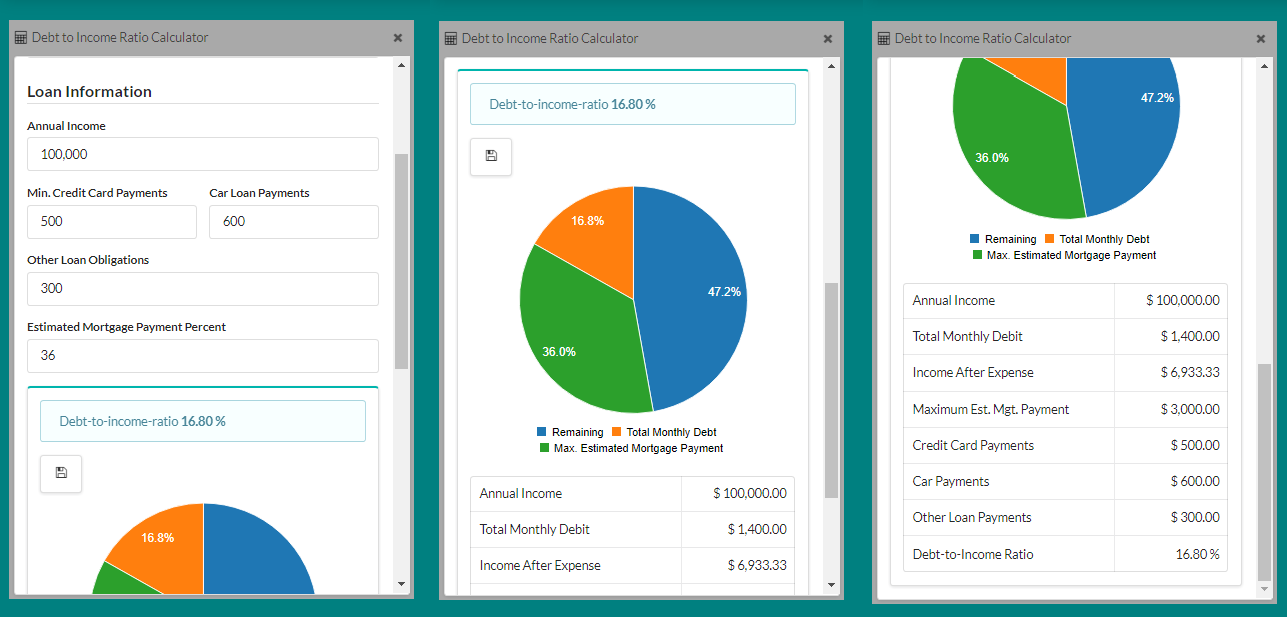 Debt to Income Ratio Calculator
Loan Information
Annual Income
100,000
Min. Credit Card Payments Car Loan Payments
500 600
Other Loan Obligations
300
Estimated Mortgage Payment Percent
36
Debt-to-income-ratio 16.80 %
16.8%
Debt to Income Ratio Calculator
Debt-to-income-ratio 16.80 %
16.8%
47.2%
36.0%
Remaining Total Monthly Debt
Max. Estimated Mortgage Payment
Annual Income $ 100,000.00
Total Monthly Debit $ 1,400.00
Income After Expense $ 6,933.33
Debt to Income Ratio Calculator
47.2%
36.0%
Remaining Total Monthly Debt
Max. Estimated Mortgage Payment
Annual Income $ 100,000.00
Total Monthly Debit $ 1,400.00
Income After Expense $ 6,933.33
Maximum Est. Mgt. Payment $ 3,000.00
Credit Card Payments $ 500.00
Car Payments $ 600.00
Other Loan Payments $ 300.00
Debt-to-Income Ratio 16.80 %